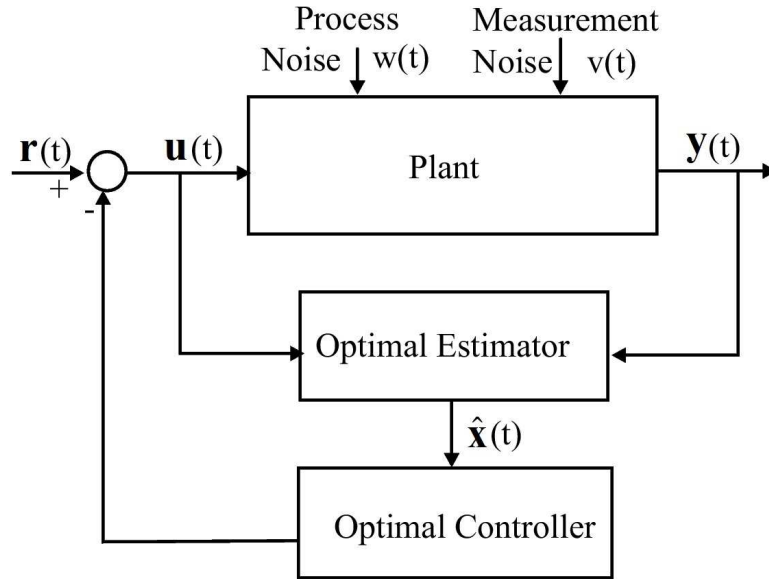 Process Measurement
Noise w(t) Noise v(t)
r(t) u(t) Plant y(t)
+
-
Optimal Estimator
x̂(t)
Optimal Controller